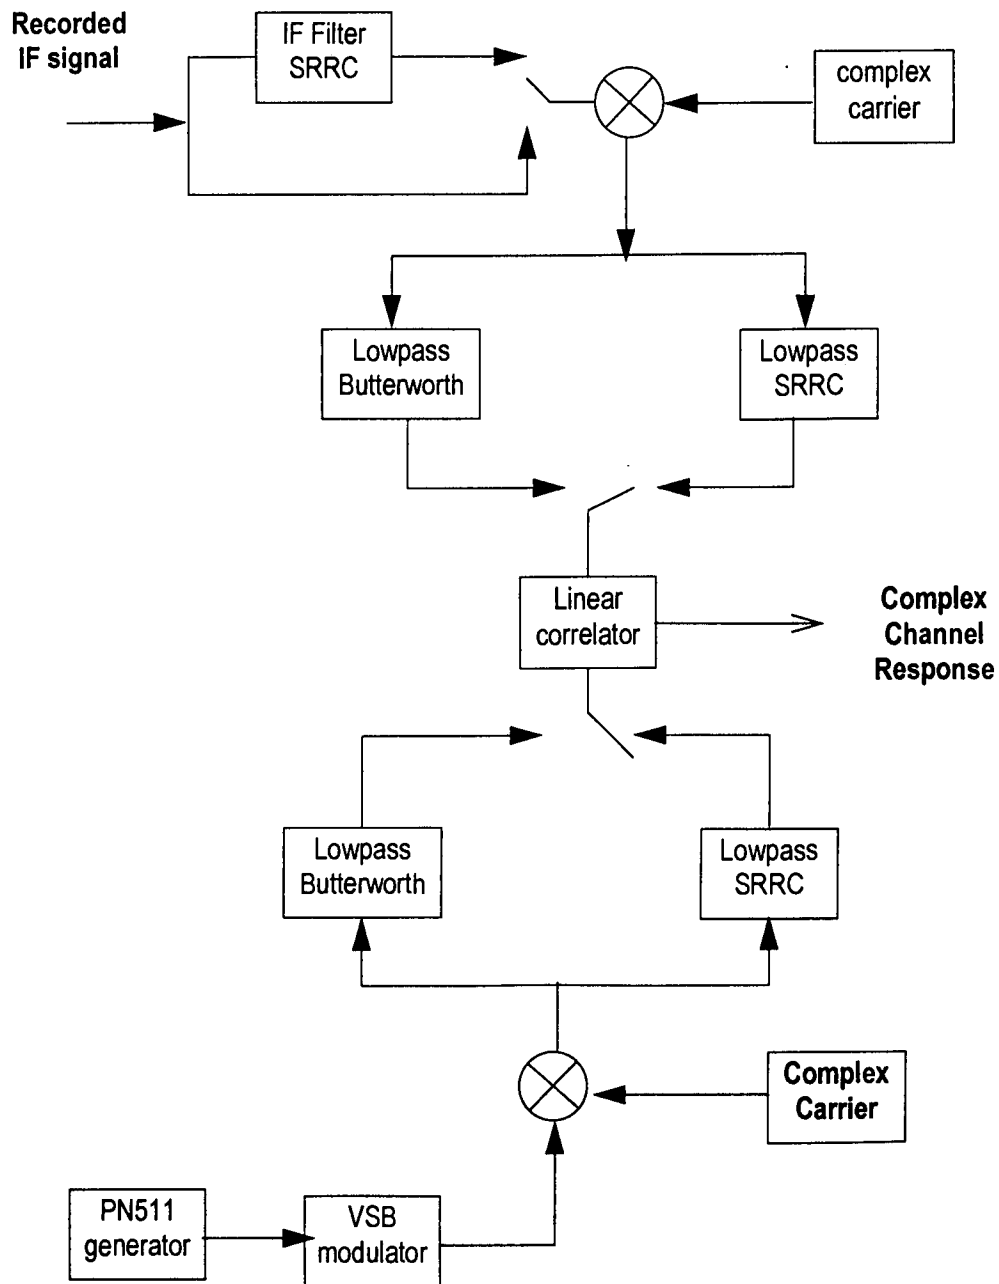 Recorded
IF signal
IF Filter
SRRC
complex
carrier
Lowpass
Butterworth
Lowpass
SRRC
Linear
correlator
Complex
Channel
Response
Lowpass
Butterworth
Lowpass
SRRC
Complex
Carrier
PN511
generator
VSB
modulator